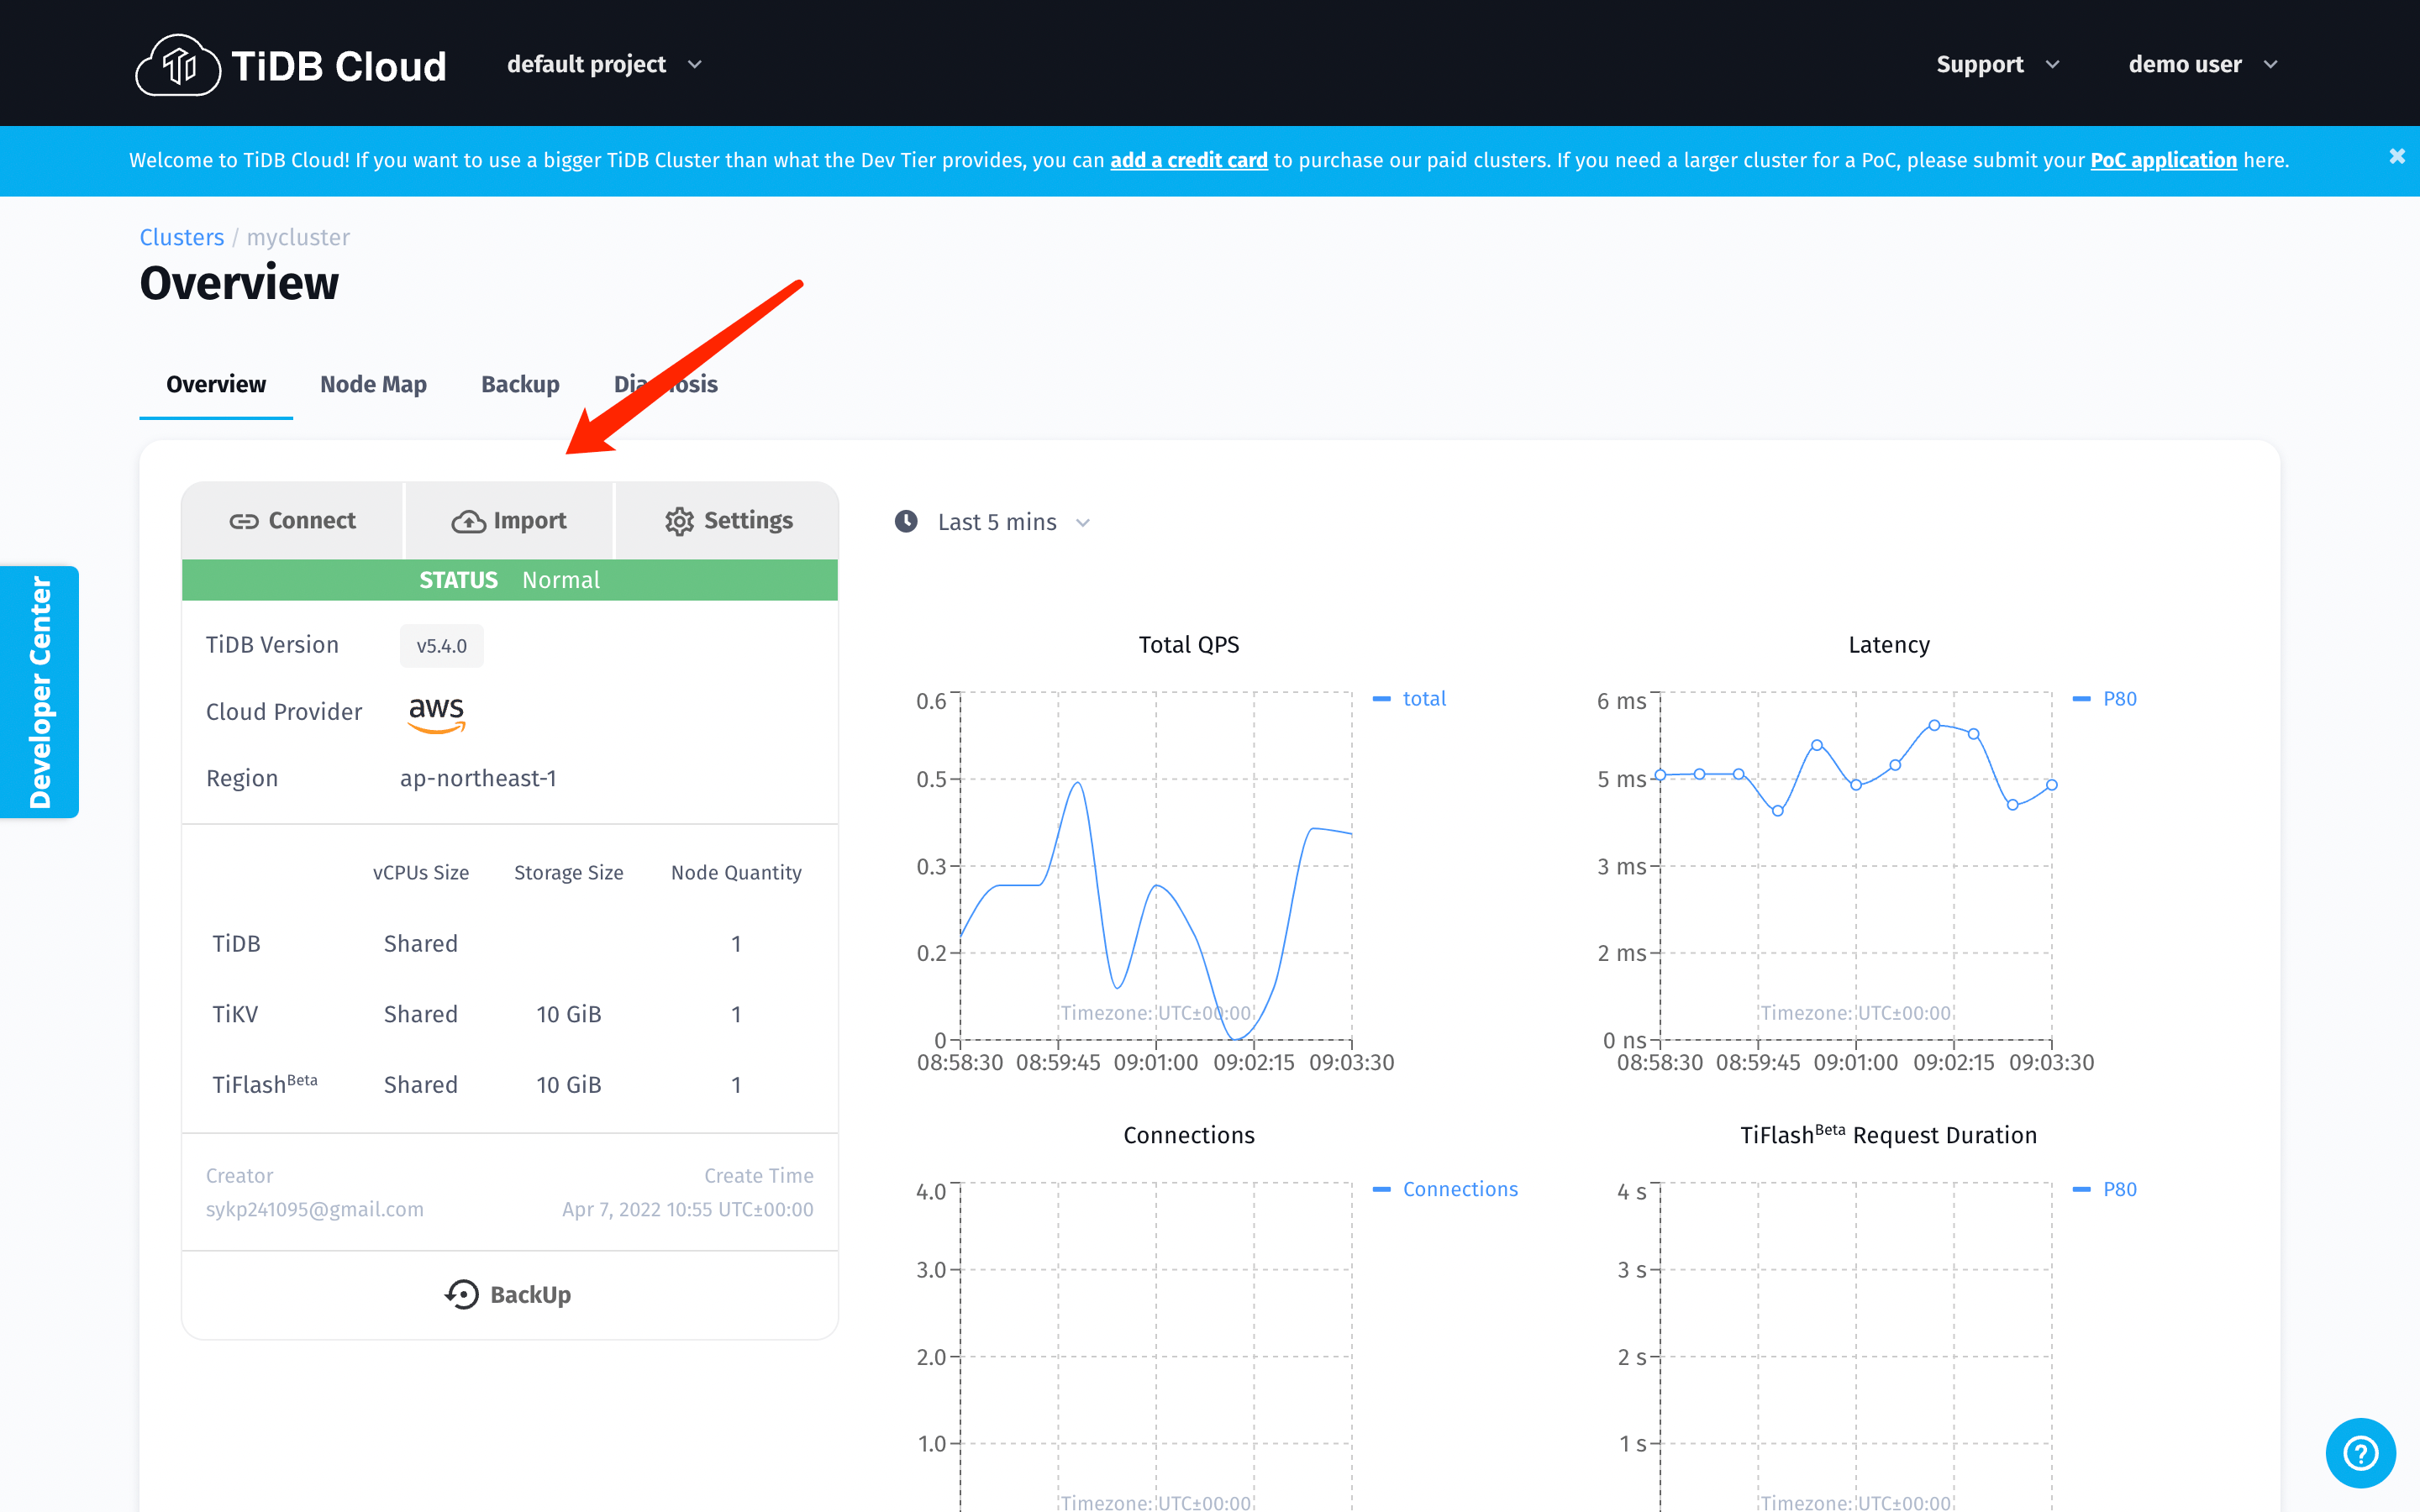 TiDB Cloud
default project
Support
demo user
Welcome to TiDB Cloud! If you want to use a bigger TiDB Cluster than what the Dev Tier provides, you can add a credit card to purchase our paid clusters. If you need a larger cluster for a PoC, please submit your PoC application here.
Clusters / mycluster
Overview
Overview Node Map Backup
Developer Center
Connect Import Settings
STATUS Normal
TiDB Version v5.4.0
Cloud Provider aws
Region ap-northeast-1
vCPUs Size Storage Size Node Quantity
TiDB Shared 1
TiKV Shared 10 GiB 1
TiFlashBeta Shared 10 GiB 1
Creator Create Time
sykp241095@gmail.com Apr 7, 2022 10:55 UTC±00:00
BackUp
Last 5 mins
Total QPS
total
0.6
0.5
0.3
0.2
0
Timezone: UTC±00:00
08:58:30 08:59:45 09:01:00 09:02:15 09:03:30
Latency
P80
6 ms
5 ms
3 ms
2 ms
0 ns
Timezone: UTC±00:00
08:58:30 08:59:45 09:01:00 09:02:15 09:03:30
Connections
Connections
4.0
3.0
2.0
1.0
Timezone: UTC±00:00
TiFlashBeta Request Duration
P80
4 s
3 s
2 s
1 s
Timezone: UTC±00:00